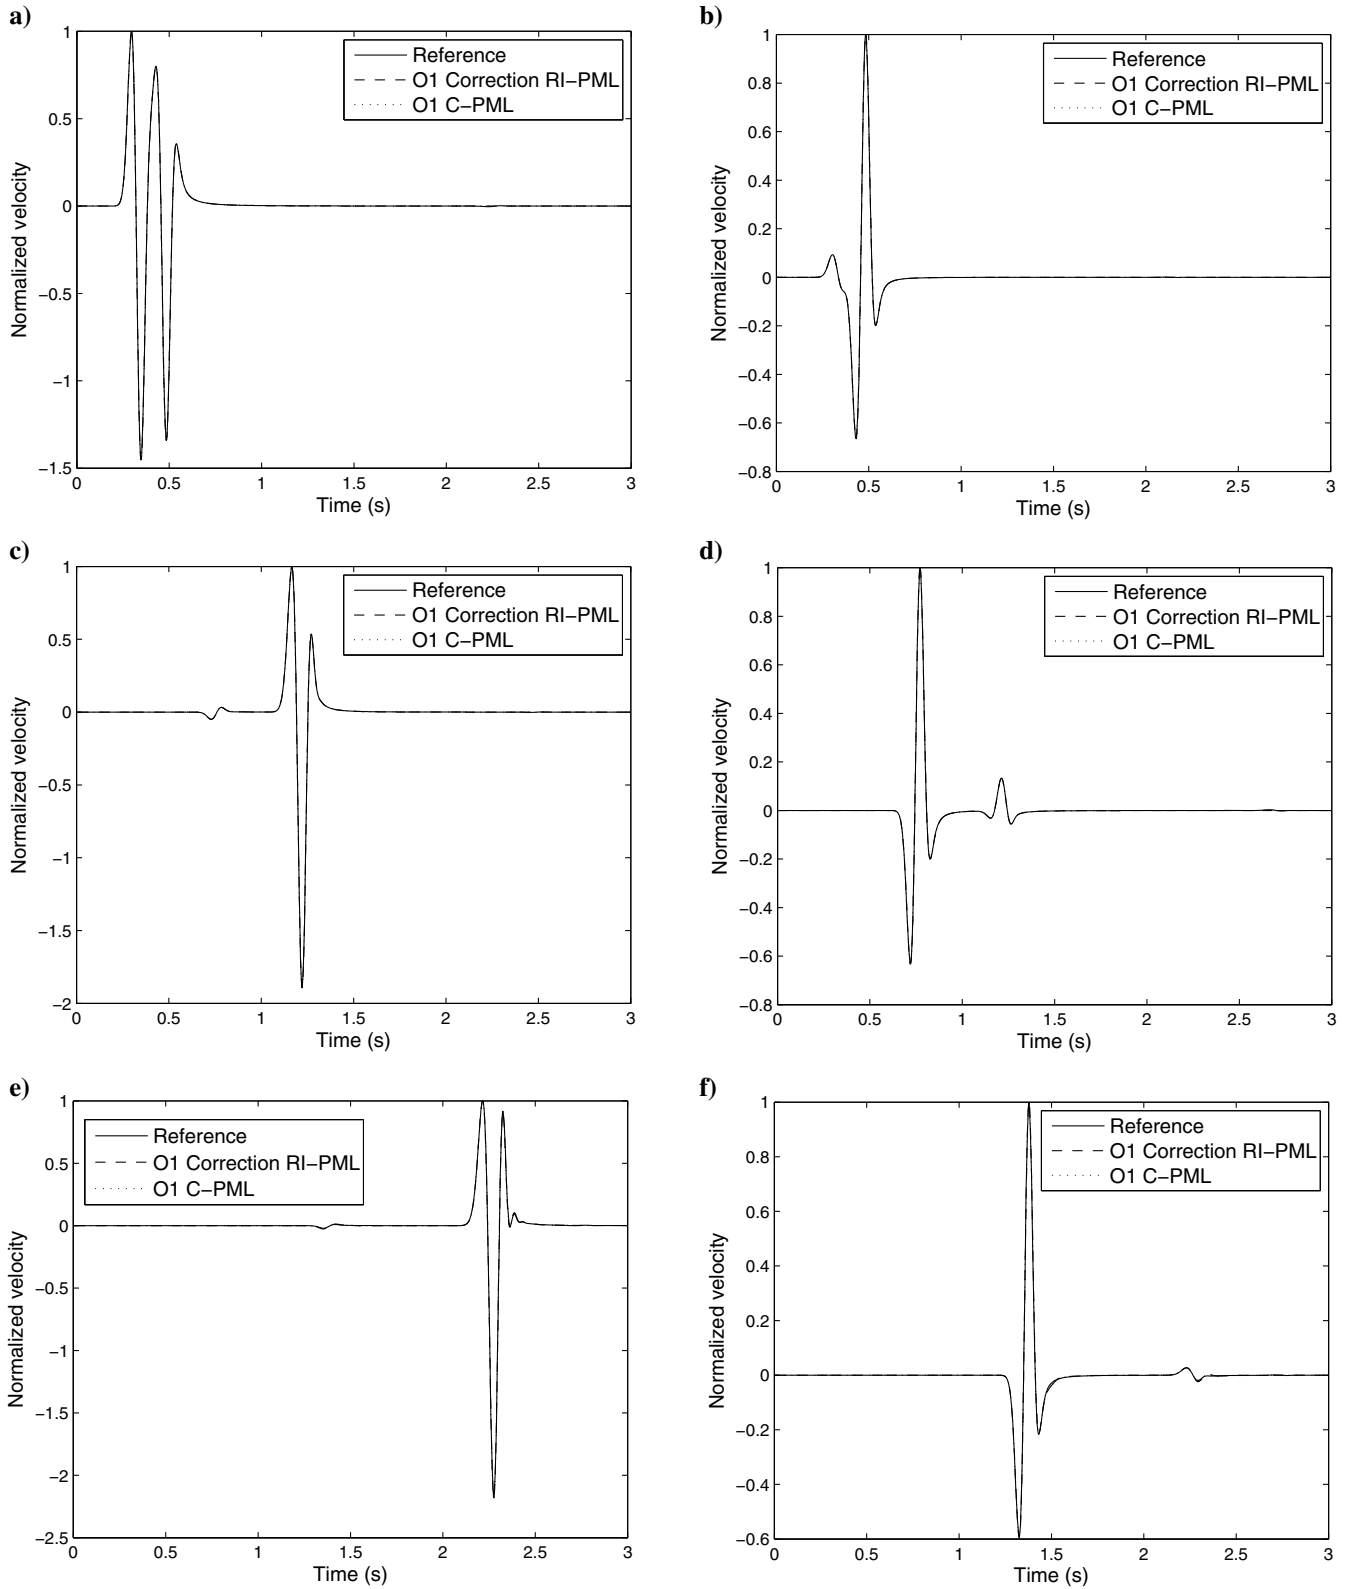 a)
1
0.5
0
−0.5
−1
−1.5
0 0.5 1 1.5 2 2.5 3
Time (s)
Normalized velocity
Reference
O1 Correction RI−PML
O1 C−PML
b)
1
0.8
0.6
0.4
0.2
0
−0.2
−0.4
−0.6
−0.8
0 0.5 1 1.5 2 2.5 3
Time (s)
Normalized velocity
Reference
O1 Correction RI−PML
O1 C−PML
c)
1
0.5
0
−0.5
−1
−1.5
−2
0 0.5 1 1.5 2 2.5 3
Time (s)
Normalized velocity
Reference
O1 Correction RI−PML
O1 C−PML
d)
1
0.8
0.6
0.4
0.2
0
−0.2
−0.4
−0.6
−0.8
0 0.5 1 1.5 2 2.5 3
Time (s)
Normalized velocity
Reference
O1 Correction RI−PML
O1 C−PML
e)
1
0.5
0
−0.5
−1
−1.5
−2
−2.5
0 0.5 1 1.5 2 2.5 3
Time (s)
Normalized velocity
Reference
O1 Correction RI−PML
O1 C−PML
f)
1
0.8
0.6
0.4
0.2
0
−0.2
−0.4
−0.6
0 0.5 1 1.5 2 2.5 3
Time (s)
Normalized velocity
Reference
O1 Correction RI−PML
O1 C−PML